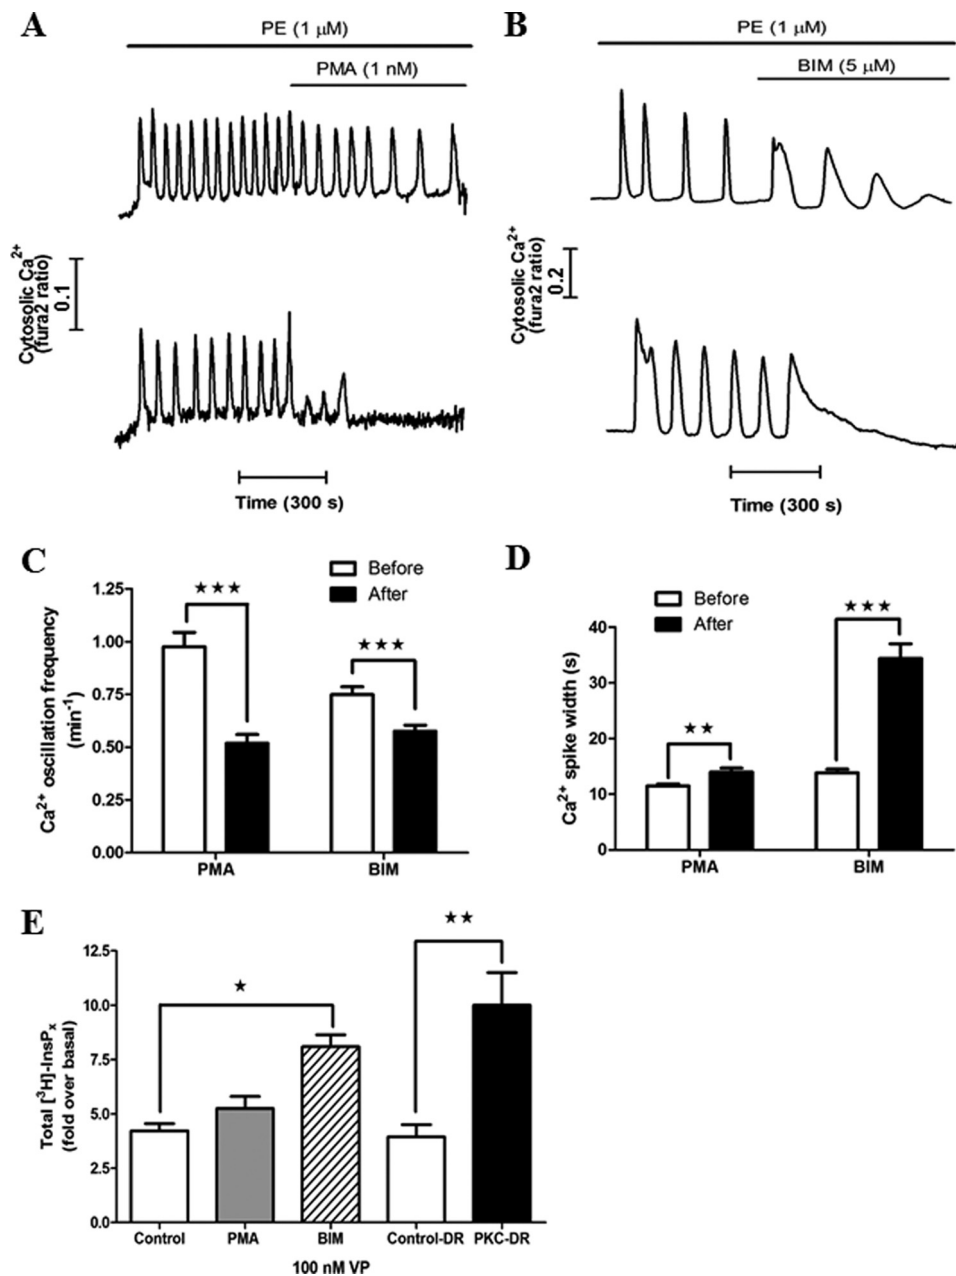 A
PE (1 μM)
PMA (1 nM)
Cytosolic Ca2+
(fura2 ratio)
0.1
Time (300 s)
B
PE (1 μM)
BIM (5 μM)
Cytosolic Ca2+
(fura2 ratio)
0.2
Time (300 s)
C
Before
After
Ca2+ oscillation frequency
(min-1)
1.25
1.00
0.75
0.50
0.25
0.00
★★★
★★★
PMA
BIM
D
Before
After
Ca2+ spike width (s)
40
30
20
10
0
★★
★★★
PMA
BIM
E
Total [3H]-InsPx
(fold over basal)
12.5
10.0
7.5
5.0
2.5
0.0
★
★★
Control
PMA
BIM
Control-DR
PKC-DR
100 nM VP